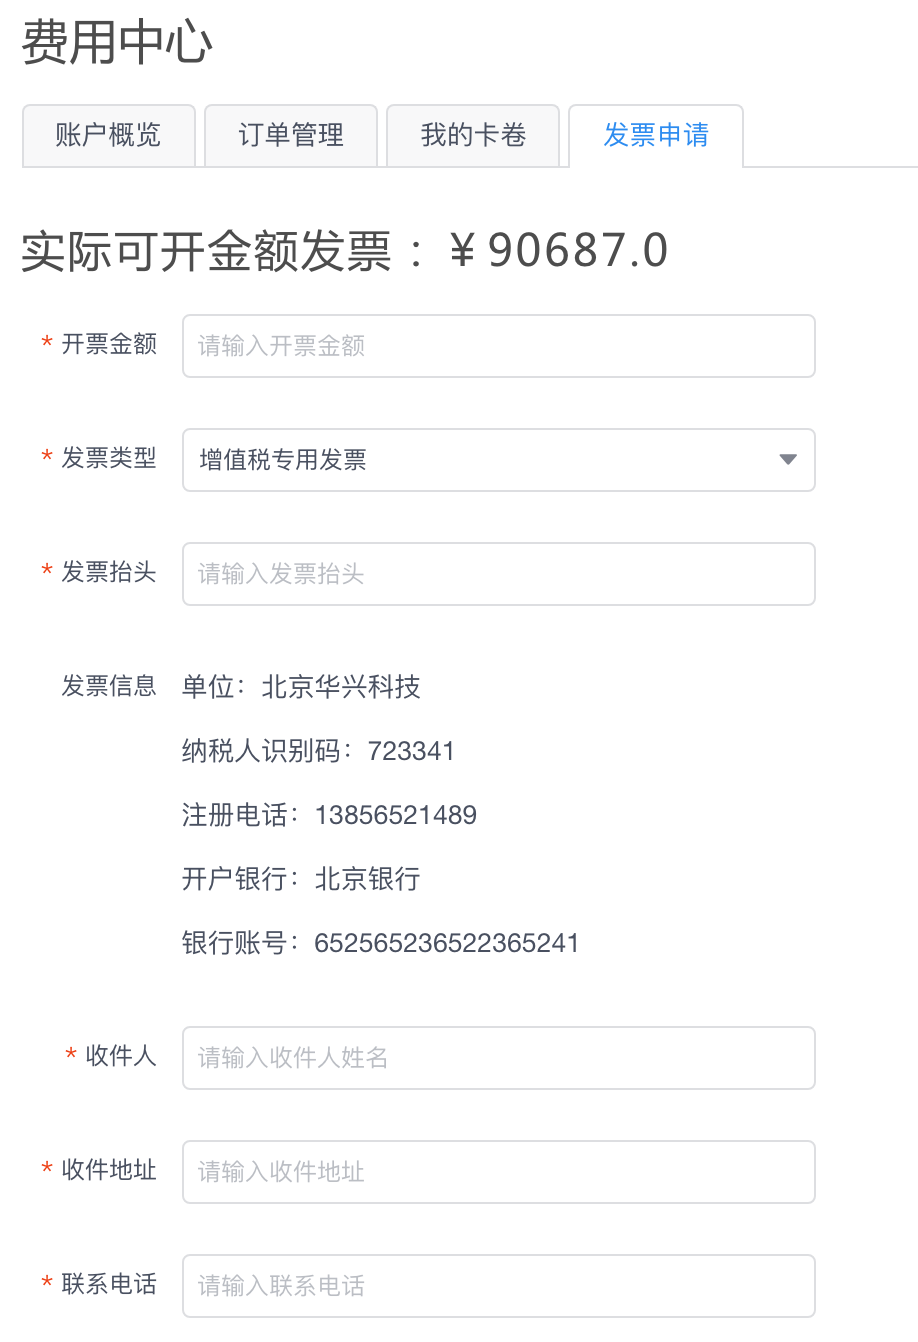 费用中心
账户概览 订单管理 我的卡卷 发票申请
实际可开金额发票：￥90687.0
* 开票金额 请输入开票金额
* 发票类型 增值税专用发票
* 发票抬头 请输入发票抬头
发票信息 单位：北京华兴科技
纳税人识别码：723341
注册电话：13856521489
开户银行：北京银行
银行账号：652565236522365241
* 收件人 请输入收件人姓名
* 收件地址 请输入收件地址
* 联系电话 请输入联系电话